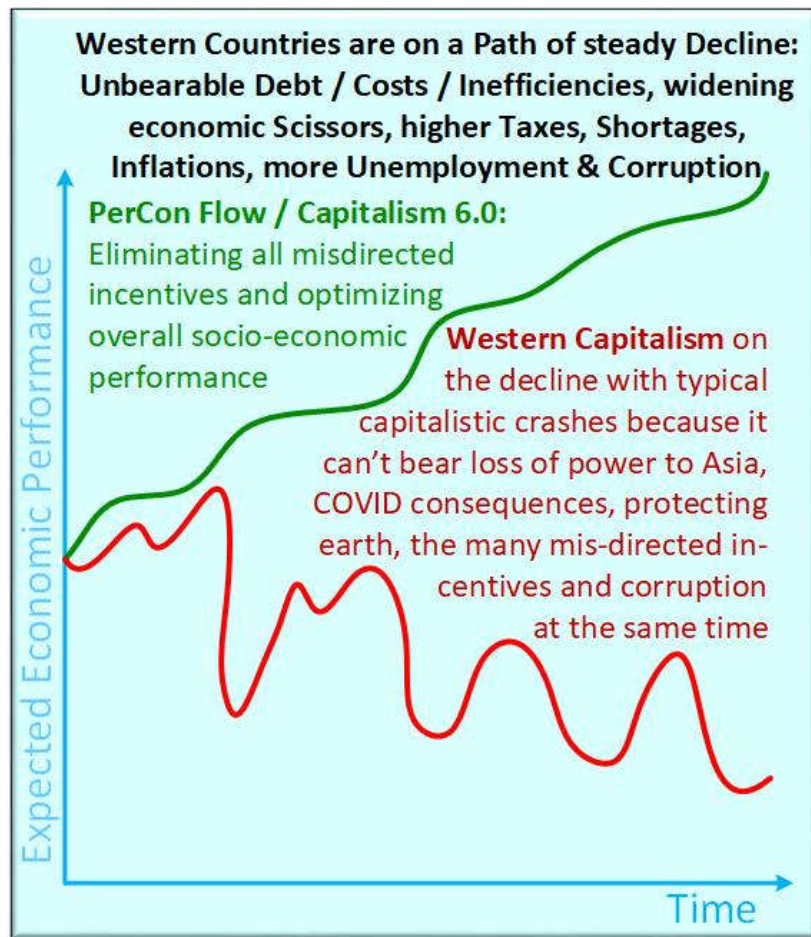 Western Countries are on a Path of steady Decline:
Unbearable Debt / Costs / Inefficiencies, widening
economic Scissors, higher Taxes, Shortages,
Inflations, more Unemployment & Corruption
PerCon Flow / Capitalism 6.0:
Eliminating all misdirected
incentives and optimizing
overall socio-economic
performance
Western Capitalism on
the decline with typical
capitalistic crashes because it
can't bear loss of power to Asia,
COVID consequences, protecting
earth, the many mis-directed in-
centives and corruption
at the same time
Expected Economic Performance
Time